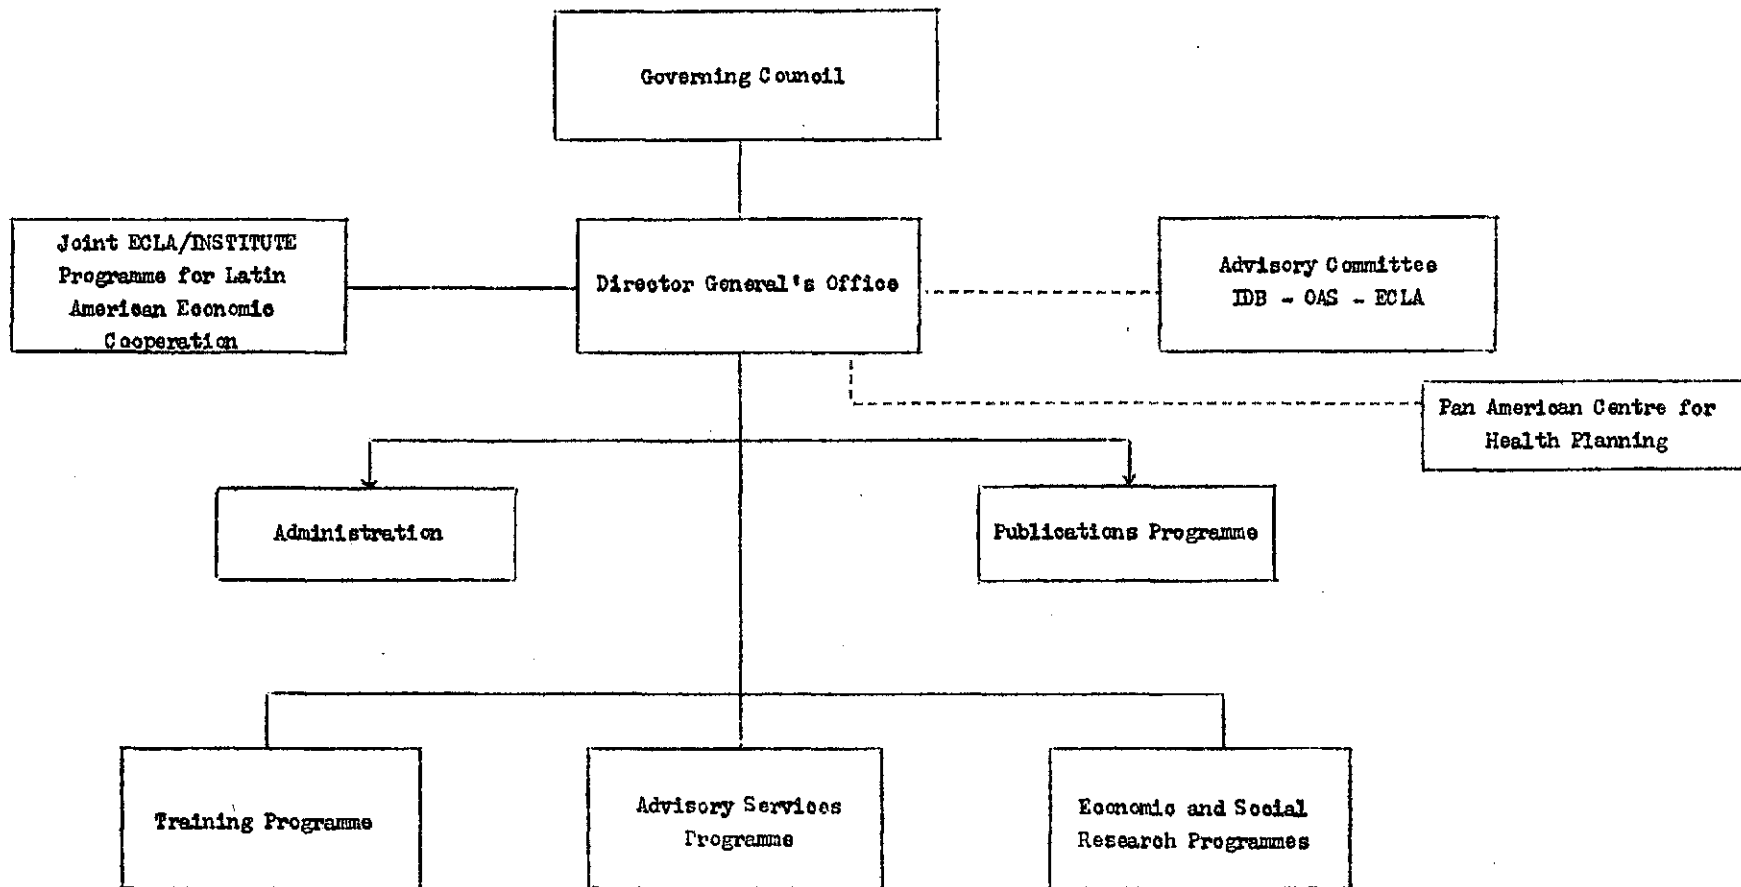 Governing Council
Joint ECLA/INSTITUTE
Programme for Latin
American Economic
Cooperation
Director General's Office
Advisory Committee
IDB - OAS - ECLA
Pan American Centre for
Health Planning
Administration
Publications Programme
Training Programme
Advisory Services
Programme
Economic and Social
Research Programmes